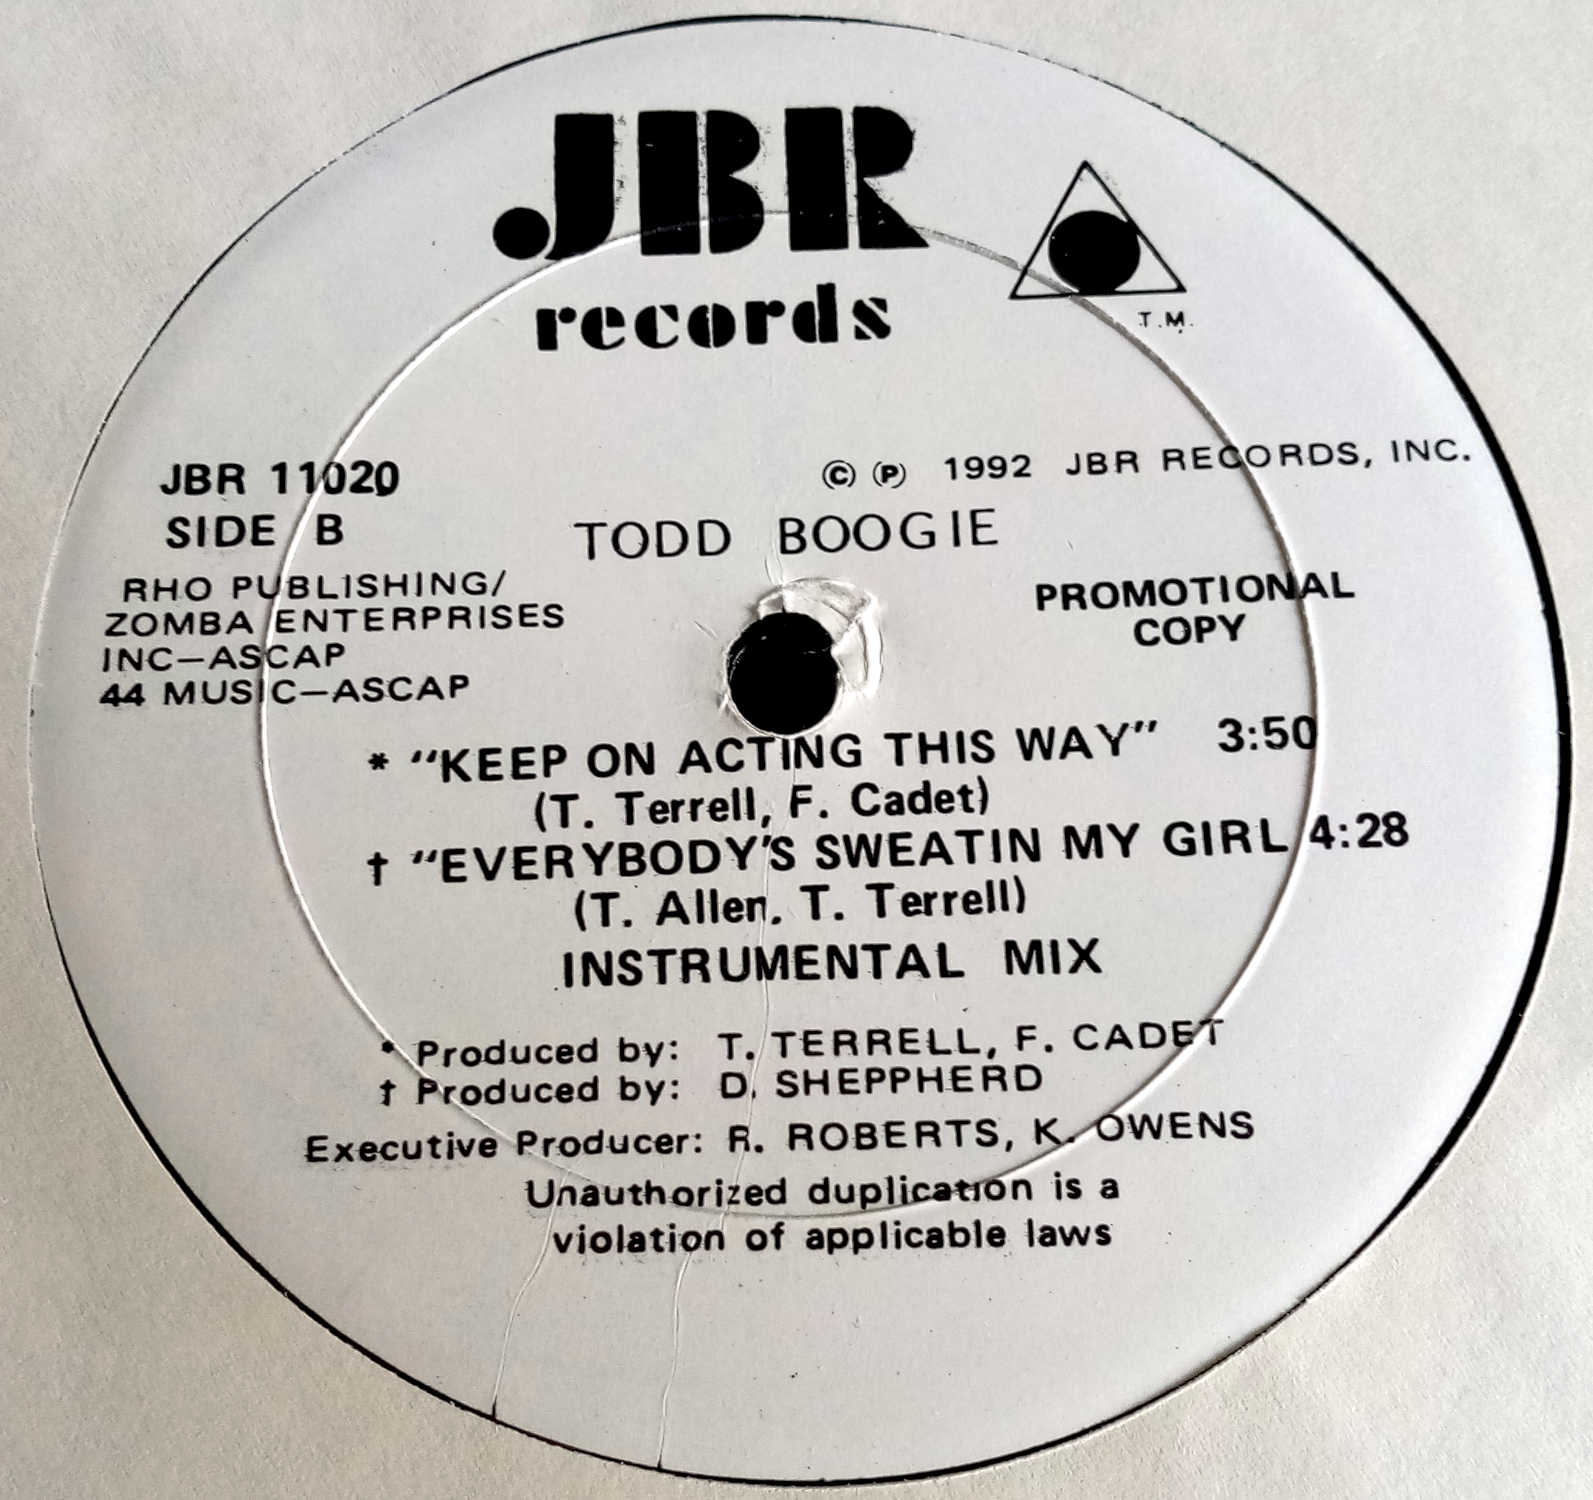 JBR
records
T.M.
JBR 11020
SIDE B
© ℗ 1992 JBR RECORDS, INC.
TODD BOOGIE
RHO PUBLISHING/
ZOMBA ENTERPRISES
INC—ASCAP
44 MUSIC—ASCAP
PROMOTIONAL
COPY
* "KEEP ON ACTING THIS WAY" 3:50
(T. Terrell, F. Cadet)
† "EVERYBODY'S SWEATIN MY GIRL 4:28
(T. Allen, T. Terrell)
INSTRUMENTAL MIX
* Produced by: T. TERRELL, F. CADET
† Produced by: D. SHEPPHERD
Executive Producer: R. ROBERTS, K. OWENS
Unauthorized duplication is a
violation of applicable laws